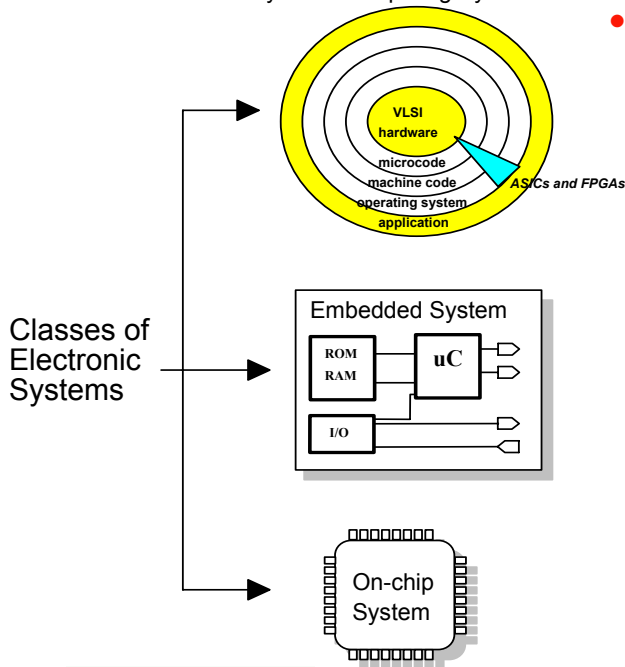 VLSI
hardware
microcode
machine code
operating system
application
ASICs and FPGAs
Classes of
Electronic
Systems
Embedded System
ROM
RAM
uC
I/O
On-chip
System